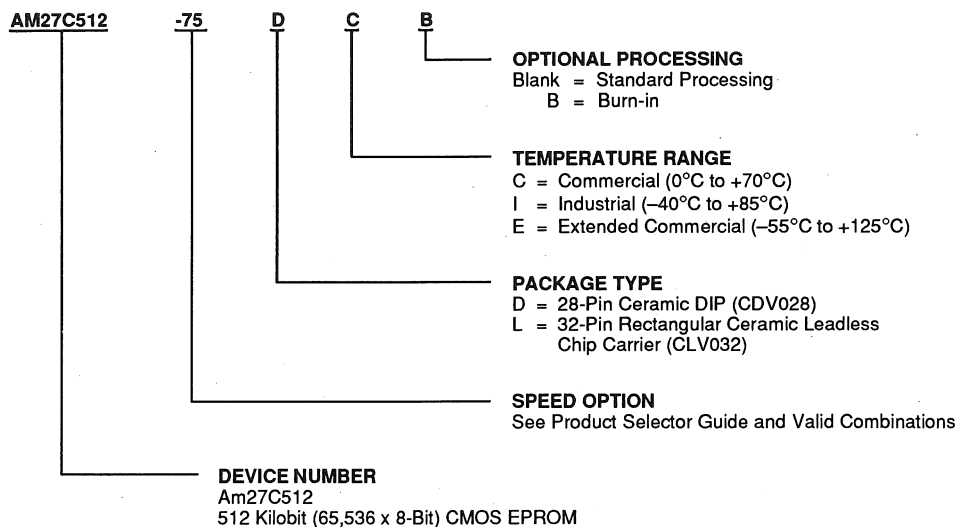 AM27C512 -75 D C B
OPTIONAL PROCESSING
Blank = Standard Processing
B = Burn-in
TEMPERATURE RANGE
C = Commercial (0°C to +70°C)
I = Industrial (–40°C to +85°C)
E = Extended Commercial (–55°C to +125°C)
PACKAGE TYPE
D = 28-Pin Ceramic DIP (CDV028)
L = 32-Pin Rectangular Ceramic Leadless
Chip Carrier (CLV032)
SPEED OPTION
See Product Selector Guide and Valid Combinations
DEVICE NUMBER
Am27C512
512 Kilobit (65,536 x 8-Bit) CMOS EPROM